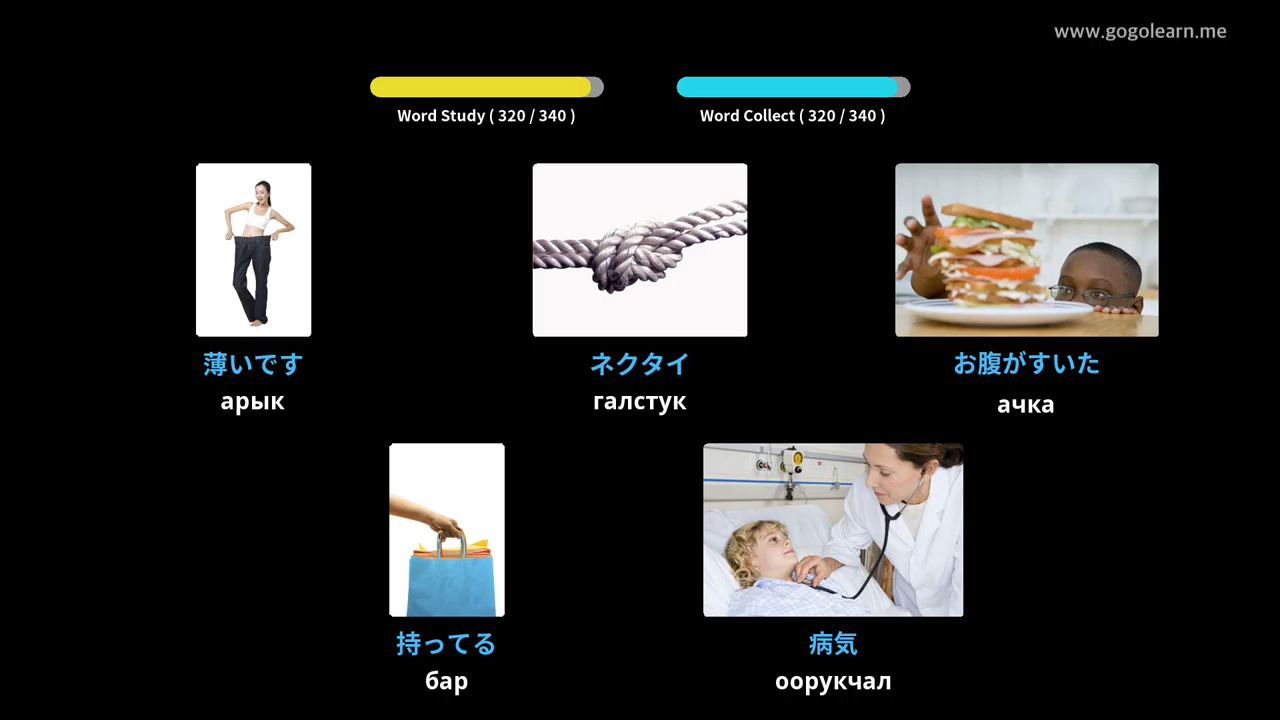 www.gogolearn.me
Word Study ( 320 / 340 )
Word Collect ( 320 / 340 )
薄いです
арык
ネクタイ
галстук
お腹がすいた
ачка
持ってる
бар
病気
оорукчал